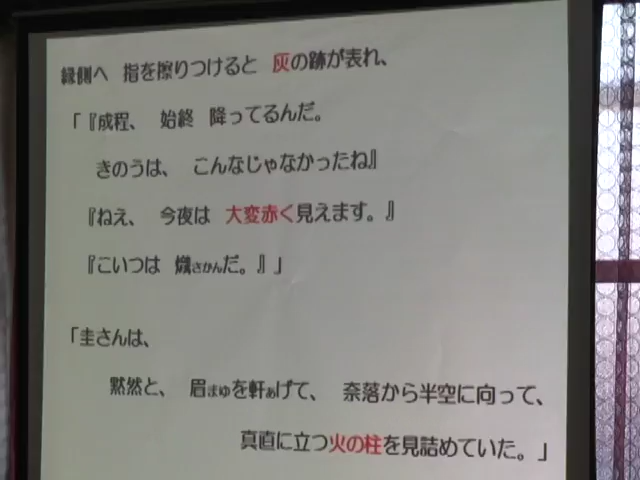 縁側へ 指を擦りつけると 灰の跡が表れ、
「『成程、 始終 降ってるんだ。
きのうは、 こんなじゃなかったね』
『ねえ、 今夜は 大変赤く見えます。』
『こいつは 熾さかんだ。』」
「圭さんは、
黙然と、 眉まゆを軒あげて、 奈落から半空に向って、
真直に立つ火の柱を見詰めていた。」